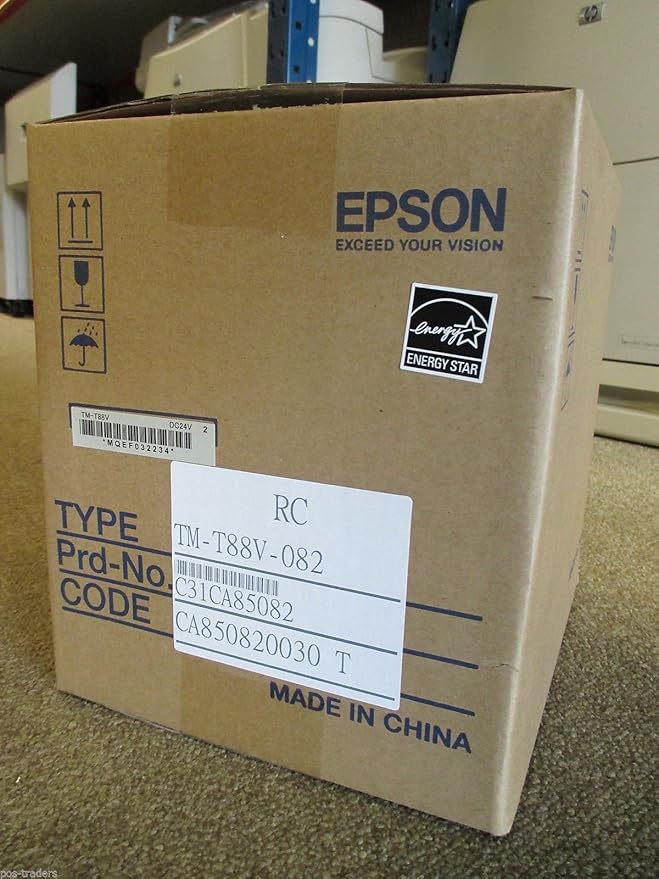 EPSON
EXCEED YOUR VISION
energy
ENERGY STAR
TM-T88V DC24V 2
*MQEF032234*
RC
TYPE TM-T88V-082
Prd-No. C31CA85082
CODE CA850820030 T
MADE IN CHINA
hp
pos-traders